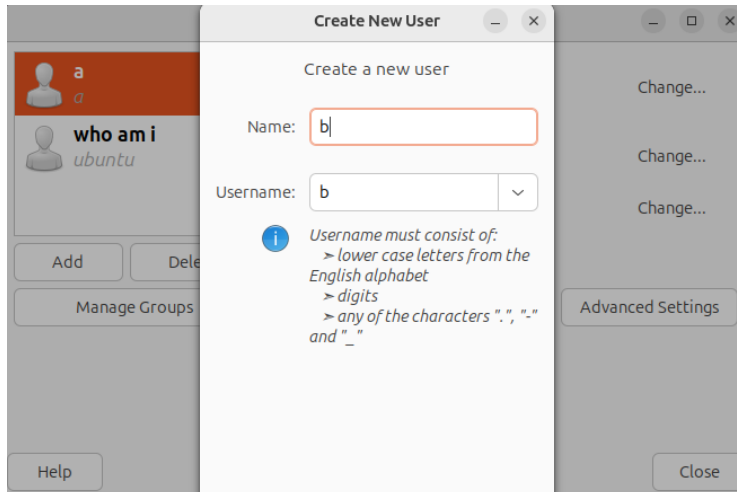 Create New User
a
a
who am i
ubuntu
Add
Dele
Manage Groups
Help
Create a new user
Name: b
Username: b
Username must consist of:
➣ lower case letters from the
English alphabet
➣ digits
➣ any of the characters ".", "-"
and "_"
Change...
Change...
Change...
Advanced Settings
Close